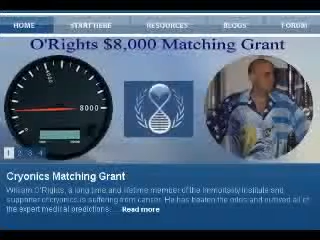 HOME START HERE RESOURCES BLOGS FORUM
O'Rights $8,000 Matching Grant
8000
1 2 3 4
Cryonics Matching Grant
William O'Rights, a long time and lifetime member of the Immortality Institute and
supporter of cryonics is suffering from cancer. He has beaten the odds and outlived all of
the expert medical predictions... Read more